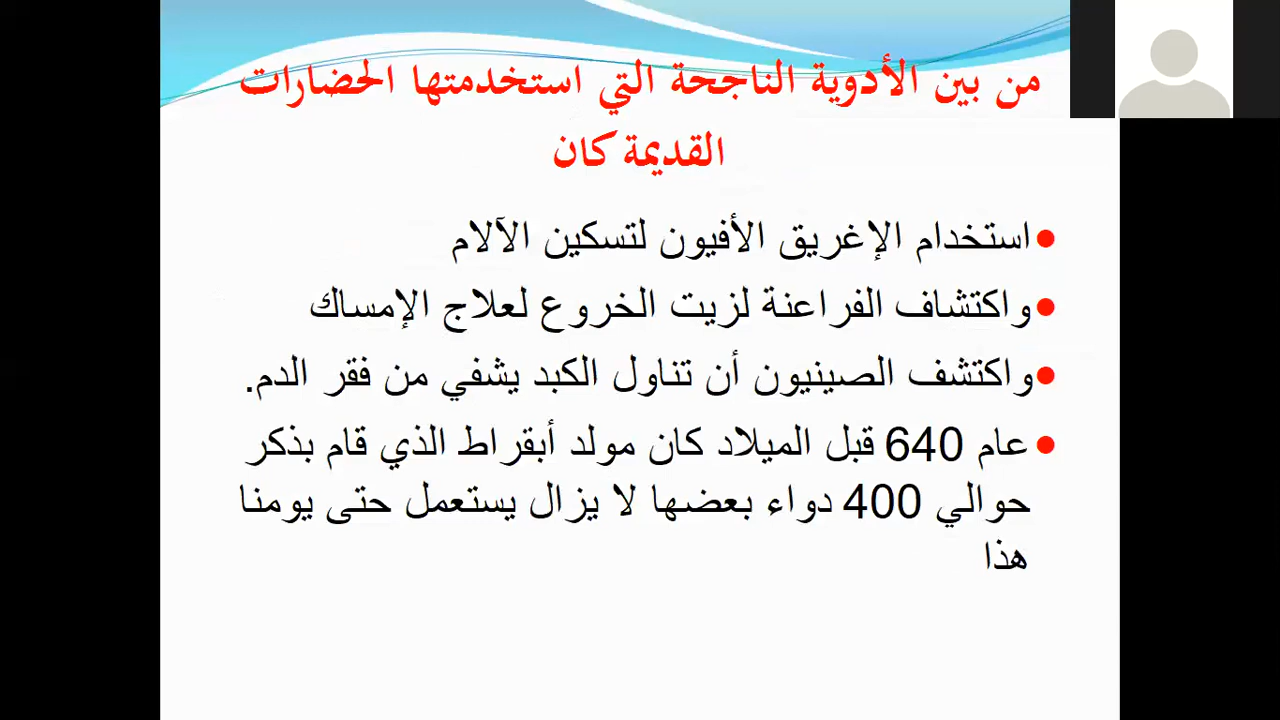 من بين الأدوية الناجحة التي استخدمتها الحضارات
القديمة كان
•استخدام الإغريق الأفيون لتسكين الآلام
•واكتشاف الفراعنة لزيت الخروع لعلاج الإمساك
•واكتشف الصينيون أن تناول الكبد يشفي من فقر الدم.
•عام 640 قبل الميلاد كان مولد أبقراط الذي قام بذكر
حوالي 400 دواء بعضها لا يزال يستعمل حتى يومنا
هذا